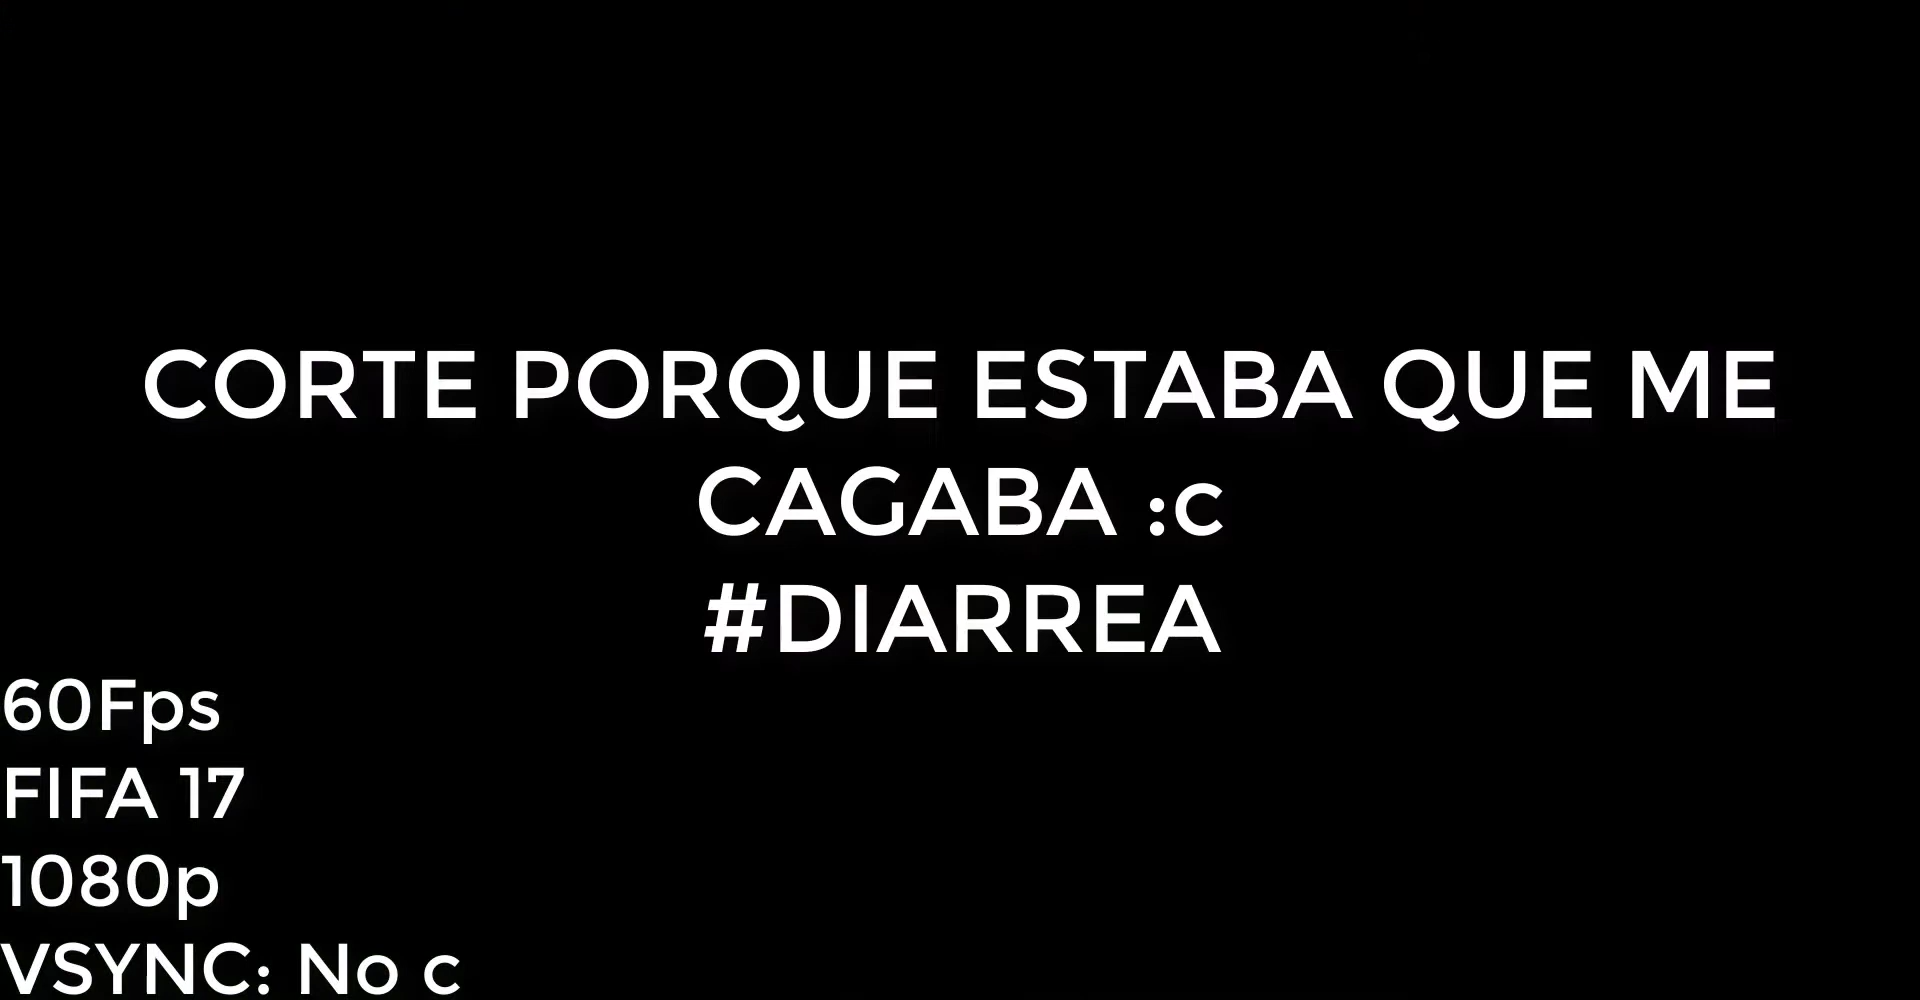 CORTE PORQUE ESTABA QUE ME
CAGABA :c
#DIARREA
60Fps
FIFA 17
1080p
VSYNC: No c